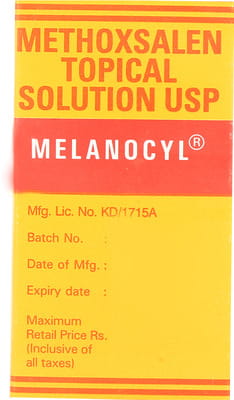 METHOXSALEN
TOPICAL
SOLUTION USP
MELANOCYL®
Mfg. Lic. No. KD/1715A
Batch No. :
Date of Mfg. :
Expiry date :
Maximum
Retail Price Rs.
(Inclusive of
all taxes)